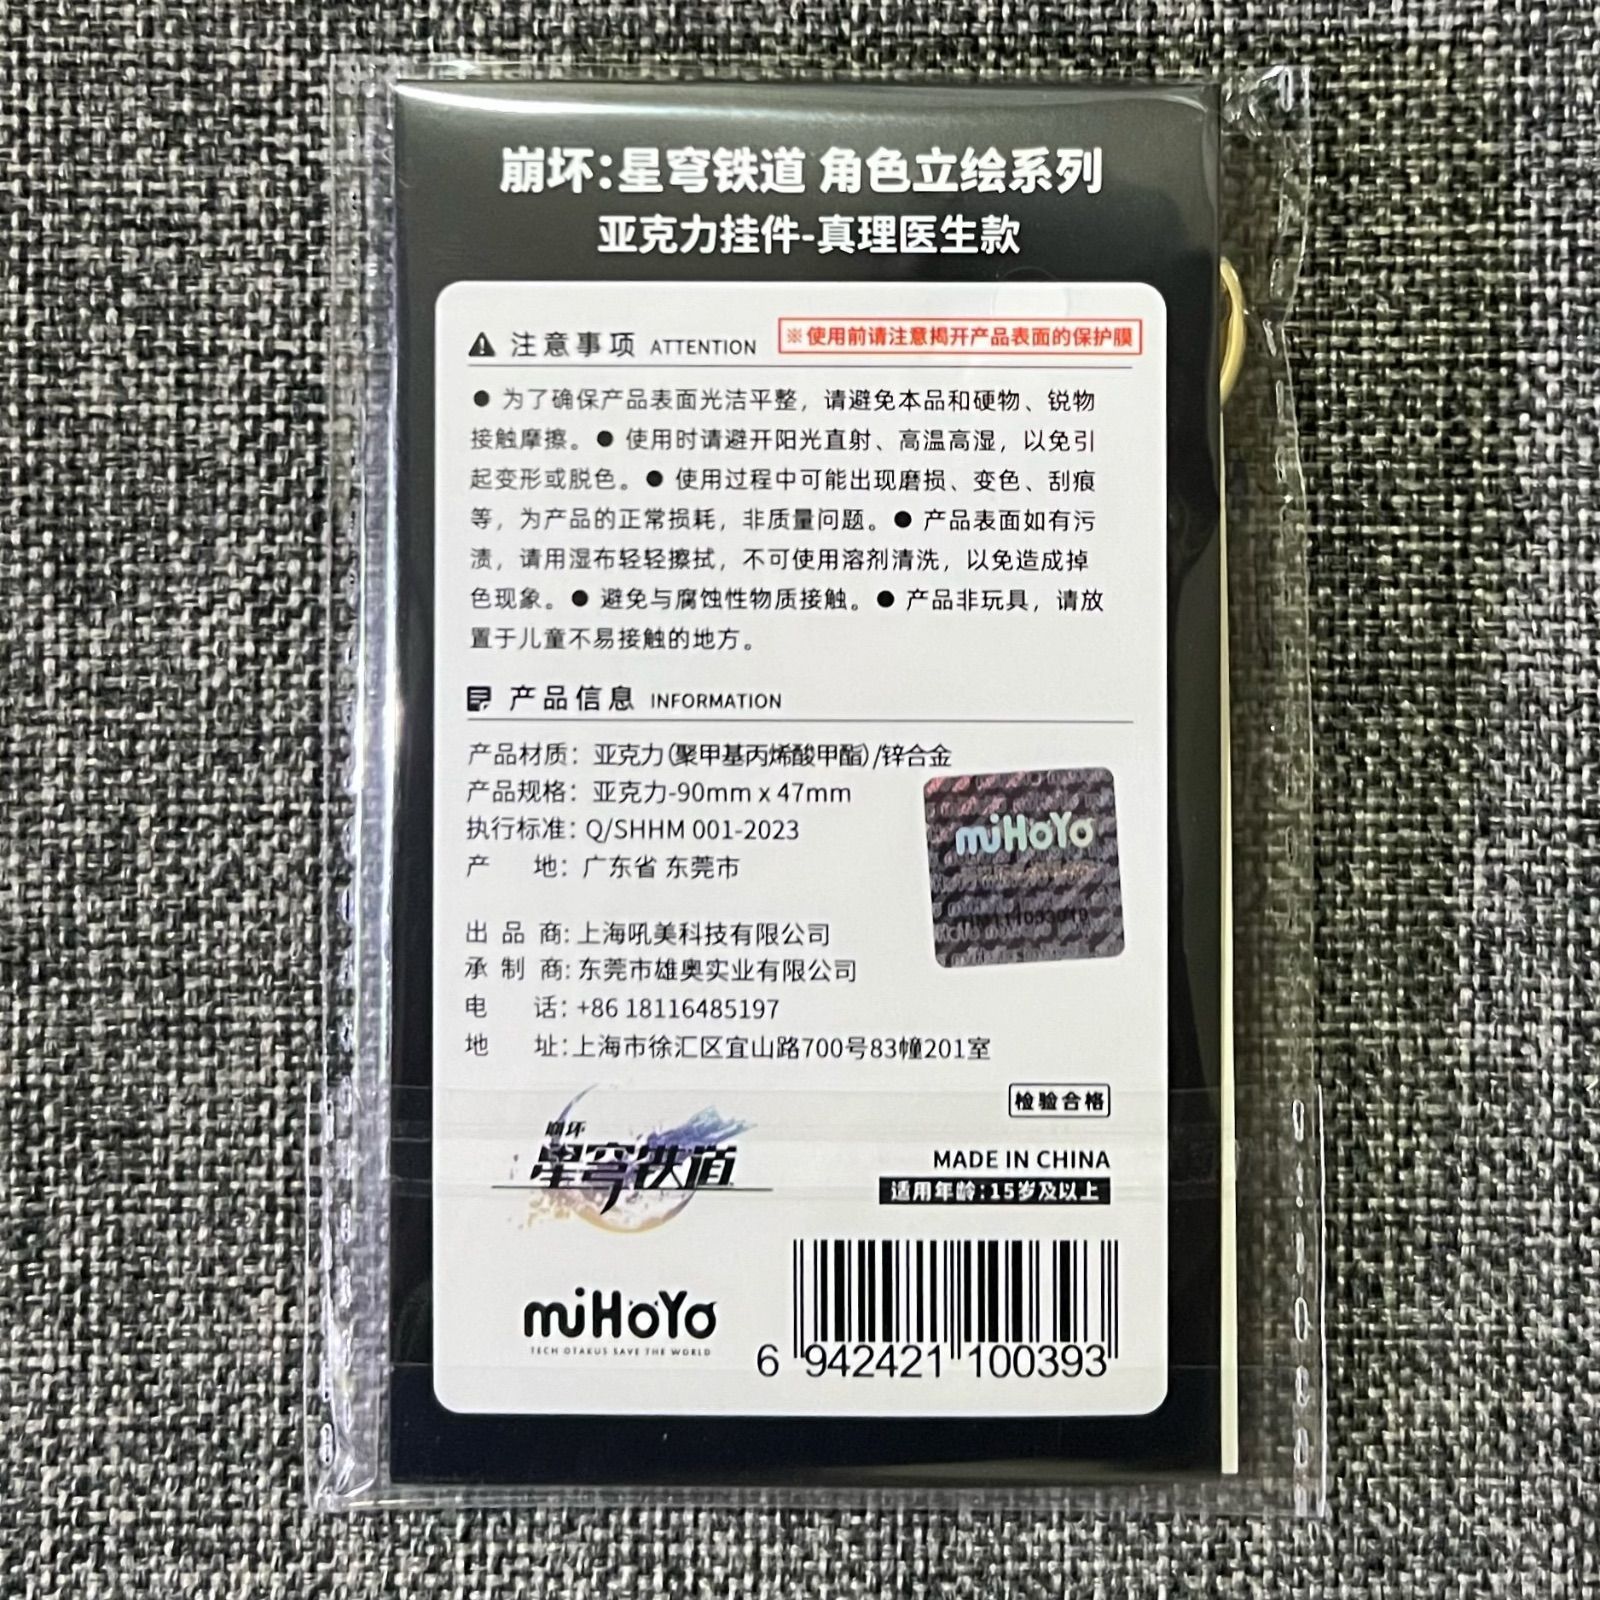 崩坏:星穹铁道 角色立绘系列
亚克力挂件-真理医生款
注意事项 ATTENTION ※使用前请注意揭开产品表面的保护膜
● 为了确保产品表面光洁平整，请避免本品和硬物、锐物
接触摩擦。● 使用时请避开阳光直射、高温高湿，以免引
起变形或脱色。● 使用过程中可能出现磨损、变色、刮痕
等，为产品的正常损耗，非质量问题。● 产品表面如有污
渍，请用湿布轻轻擦拭，不可使用溶剂清洗，以免造成掉
色现象。● 避免与腐蚀性物质接触。● 产品非玩具，请放
置于儿童不易接触的地方。
产品信息 INFORMATION
产品材质：亚克力(聚甲基丙烯酸甲酯)/锌合金
产品规格：亚克力-90mm x 47mm
执行标准：Q/SHHM 001-2023
产 地：广东省 东莞市
miHoYo
出 品 商：上海吼美科技有限公司
承 制 商：东莞市雄奥实业有限公司
电 话：+86 18116485197
地 址：上海市徐汇区宜山路700号83幢201室
检验合格
崩坏
星穹铁道
MADE IN CHINA
适用年龄:15岁及以上
miHoYo
TECH OTAKUS SAVE THE WORLD
6 942421 100393